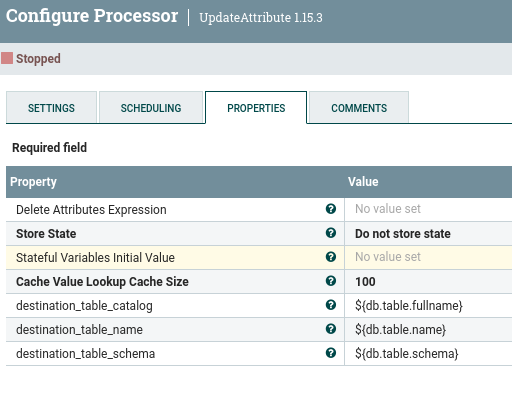 Configure Processor | UpdateAttribute 1.15.3
Stopped
SETTINGS SCHEDULING PROPERTIES COMMENTS
Required field
Property Value
Delete Attributes Expression No value set
Store State Do not store state
Stateful Variables Initial Value No value set
Cache Value Lookup Cache Size 100
destination_table_catalog ${db.table.fullname}
destination_table_name ${db.table.name}
destination_table_schema ${db.table.schema}